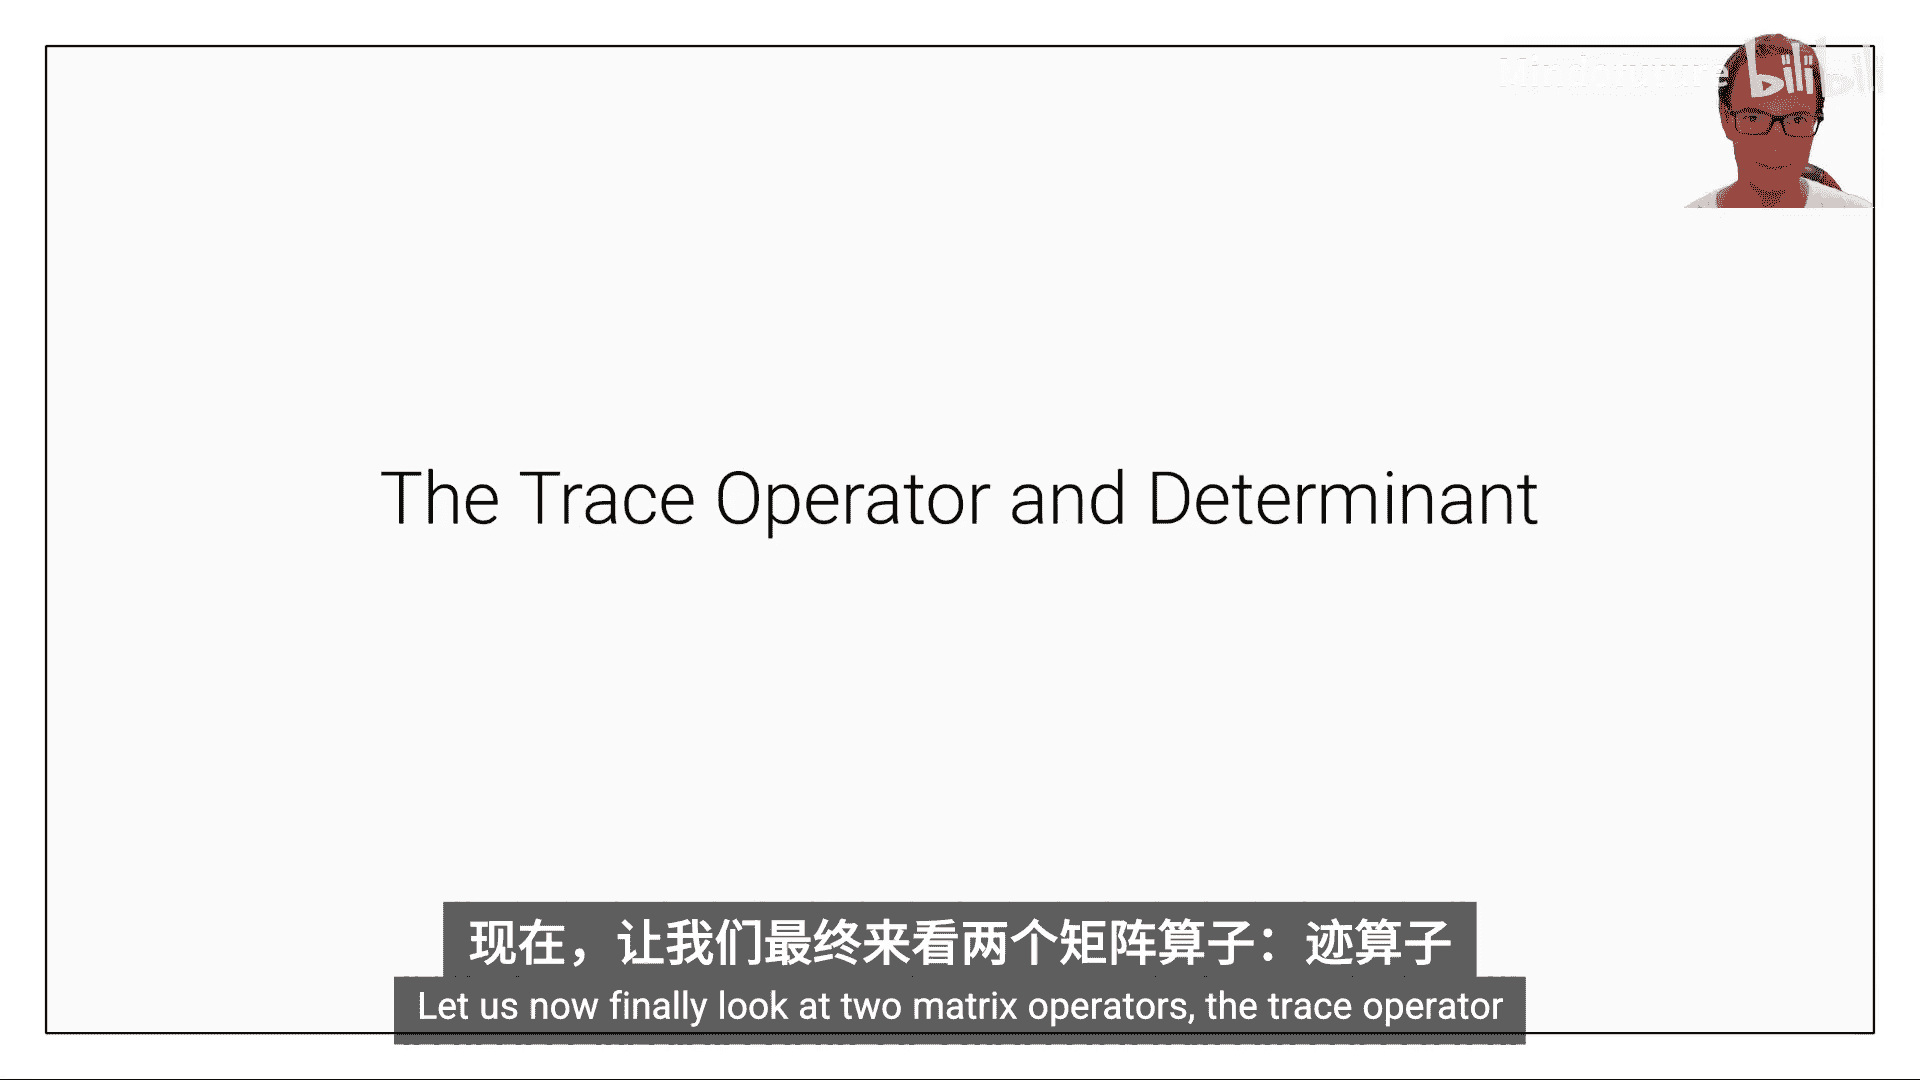 bilibili
The Trace Operator and Determinant
现在，让我们最终来看两个矩阵算子：迹算子
Let us now finally look at two matrix operators, the trace operator